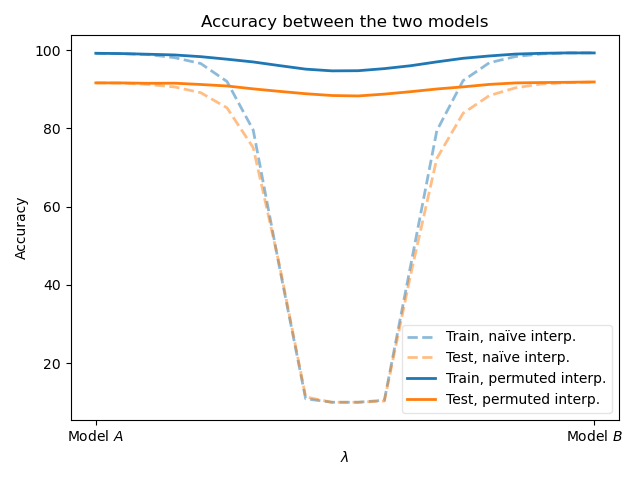 Accuracy between the two models
Accuracy
100
80
60
40
20
Train, naïve interp.
Test, naïve interp.
Train, permuted interp.
Test, permuted interp.
Model A
Model B
λ